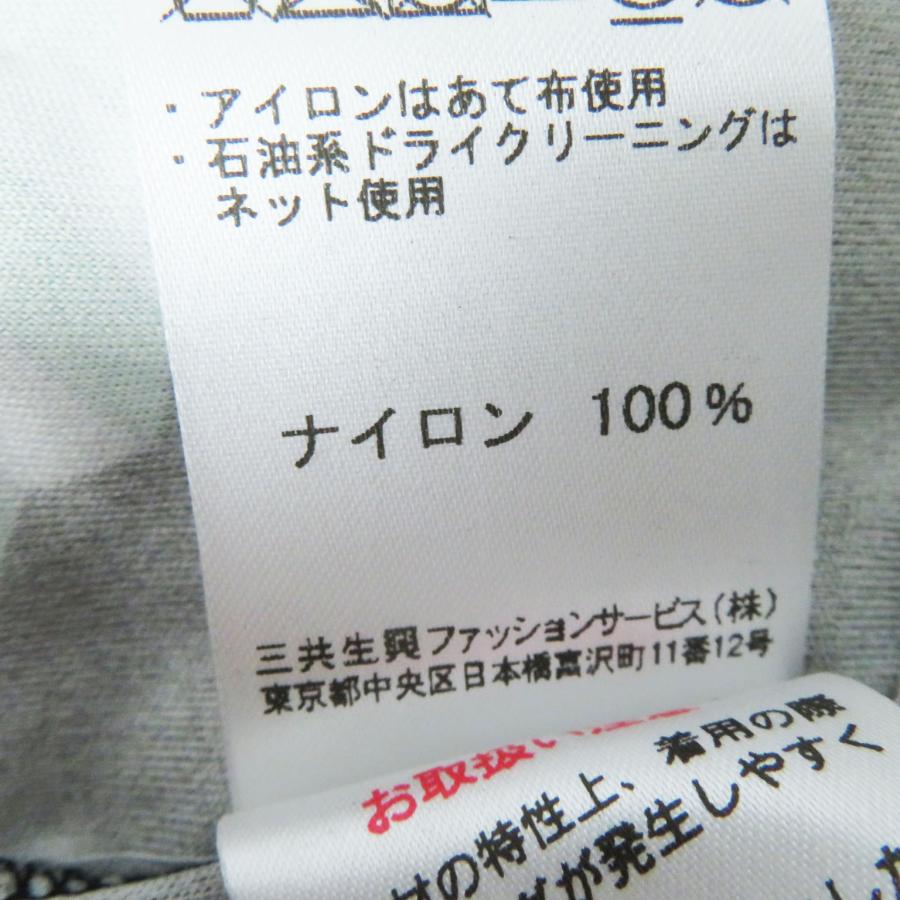 ・アイロンはあて布使用
・石油系ドライクリーニングは
ネット使用
ナイロン 100%
三共生興ファッションサービス(株)
東京都中央区日本橋富沢町11番12号
お取扱い注意
の特性上、着用の際
が発生しやすく